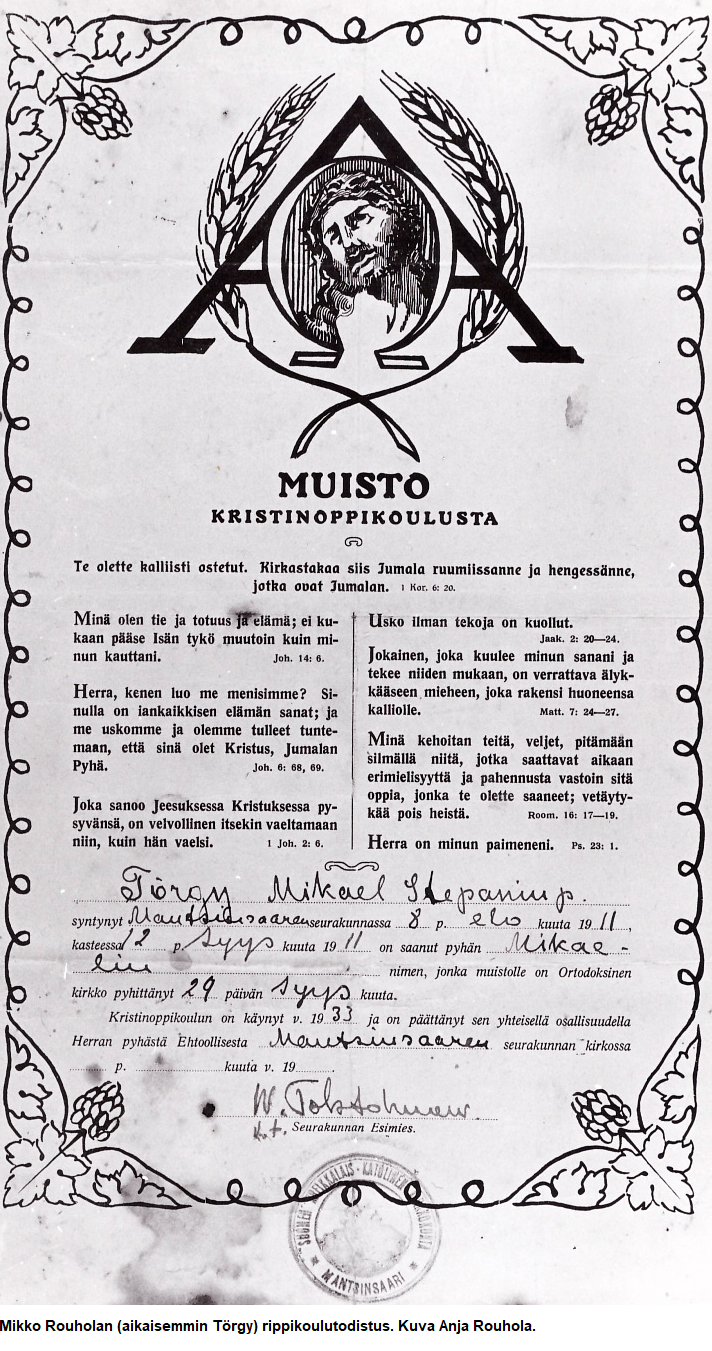 MUISTO
KRISTINOPPIKOULUSTA
Te olette kalliisti ostetut. Kirkastakaa siis Jumala ruumiissanne ja hengessänne,
jotka ovat Jumalan. 1 Kor. 6: 20.
Minä olen tie ja totuus ja elämä; ei ku-
kaan pääse Isän tykö muutoin kuin mi-
nun kauttani. Joh. 14: 6.
Herra, kenen luo me menisimme? Si-
nulla on iankaikkisen elämän sanat; ja
me uskomme ja olemme tulleet tunte-
maan, että sinä olet Kristus, Jumalan
Pyhä. Joh. 6: 68, 69.
Joka sanoo Jeesuksessa Kristuksessa py-
syvänsä, on velvollinen itsekin vaeltamaan
niin, kuin hän vaelsi. 1 Joh. 2: 6.
Usko ilman tekoja on kuollut.
Jaak. 2: 20—24.
Jokainen, joka kuulee minun sanani ja
tekee niiden mukaan, on verrattava älyk-
kääseen mieheen, joka rakensi huoneensa
kalliolle. Matt. 7: 24—27.
Minä kehoitan teitä, veljet, pitämään
silmällä niitä, jotka saattavat aikaan
erimielisyyttä ja pahennusta vastoin sitä
oppia, jonka te olette saaneet; vetäyty-
kää pois heistä. Room. 16: 17—19.
Herra on minun paimeneni. Ps. 23: 1.
Törgy Mikael Stepanin p.
syntynyt Mantsinsaaren seurakunnassa 8 p. elo kuuta 1911,
kasteessa 12 p. syys kuuta 1911 on saanut pyhän Mikae-
lin nimen, jonka muistolle on Ortodoksinen
kirkko pyhittänyt 29 päivän syys kuuta.
Kristinoppikoulun on käynyt v. 1933 ja on päättänyt sen yhteisellä osallisuudella
Herran pyhästä Ehtoollisesta Mantsinsaaren seurakunnan kirkossa
p. kuuta v. 19
W.
v.t. Seurakunnan Esimies.
SUOMEN KREIKKALAIS-KATOLINEN KIRKKOKUNTA
MANTSINSAARI
Mikko Rouholan (aikaisemmin Törgy) rippikoulutodistus. Kuva Anja Rouhola.